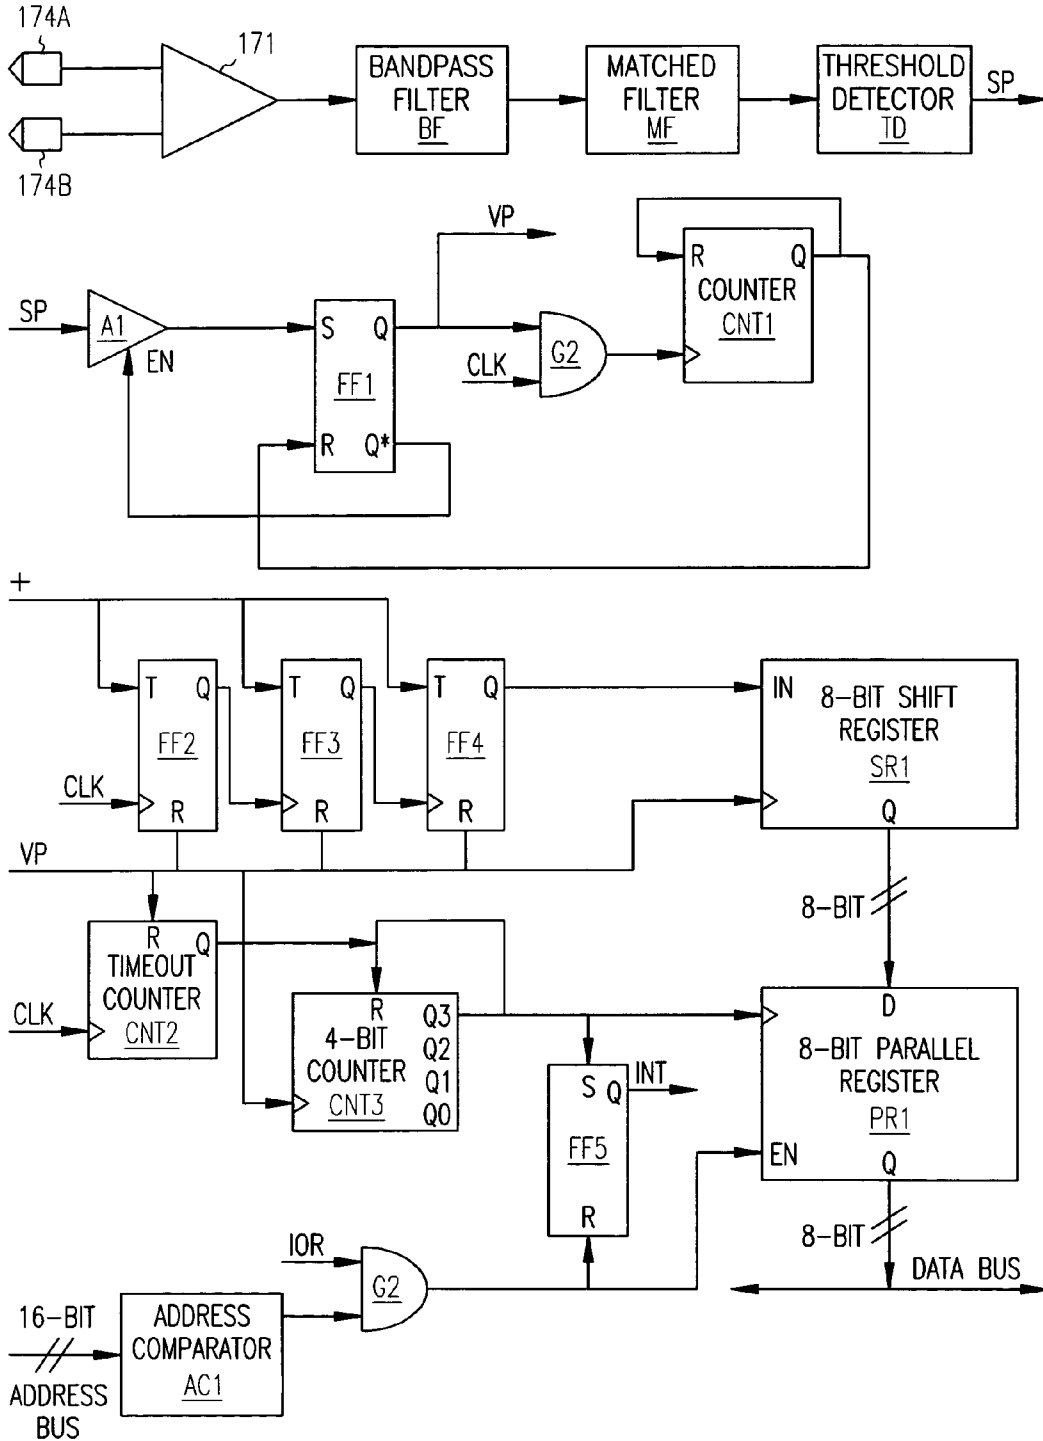 174A
171
174B
BANDPASS
FILTER
BF
MATCHED
FILTER
MF
THRESHOLD
DETECTOR
TD
SP
VP
SP
A1
EN
S Q
FF1
R Q*
CLK
G2
R Q
COUNTER
CNT1
+
T Q
FF2
R
CLK
T Q
FF3
R
T Q
FF4
R
IN
8-BIT SHIFT
REGISTER
SR1
Q
VP
8-BIT
R Q
TIMEOUT
COUNTER
CNT2
CLK
R
4-BIT
COUNTER
CNT3
Q3
Q2
Q1
Q0
S Q
FF5
R
INT
D
8-BIT PARALLEL
REGISTER
PR1
EN
Q
8-BIT
DATA BUS
IOR
G2
16-BIT
ADDRESS
BUS
ADDRESS
COMPARATOR
AC1